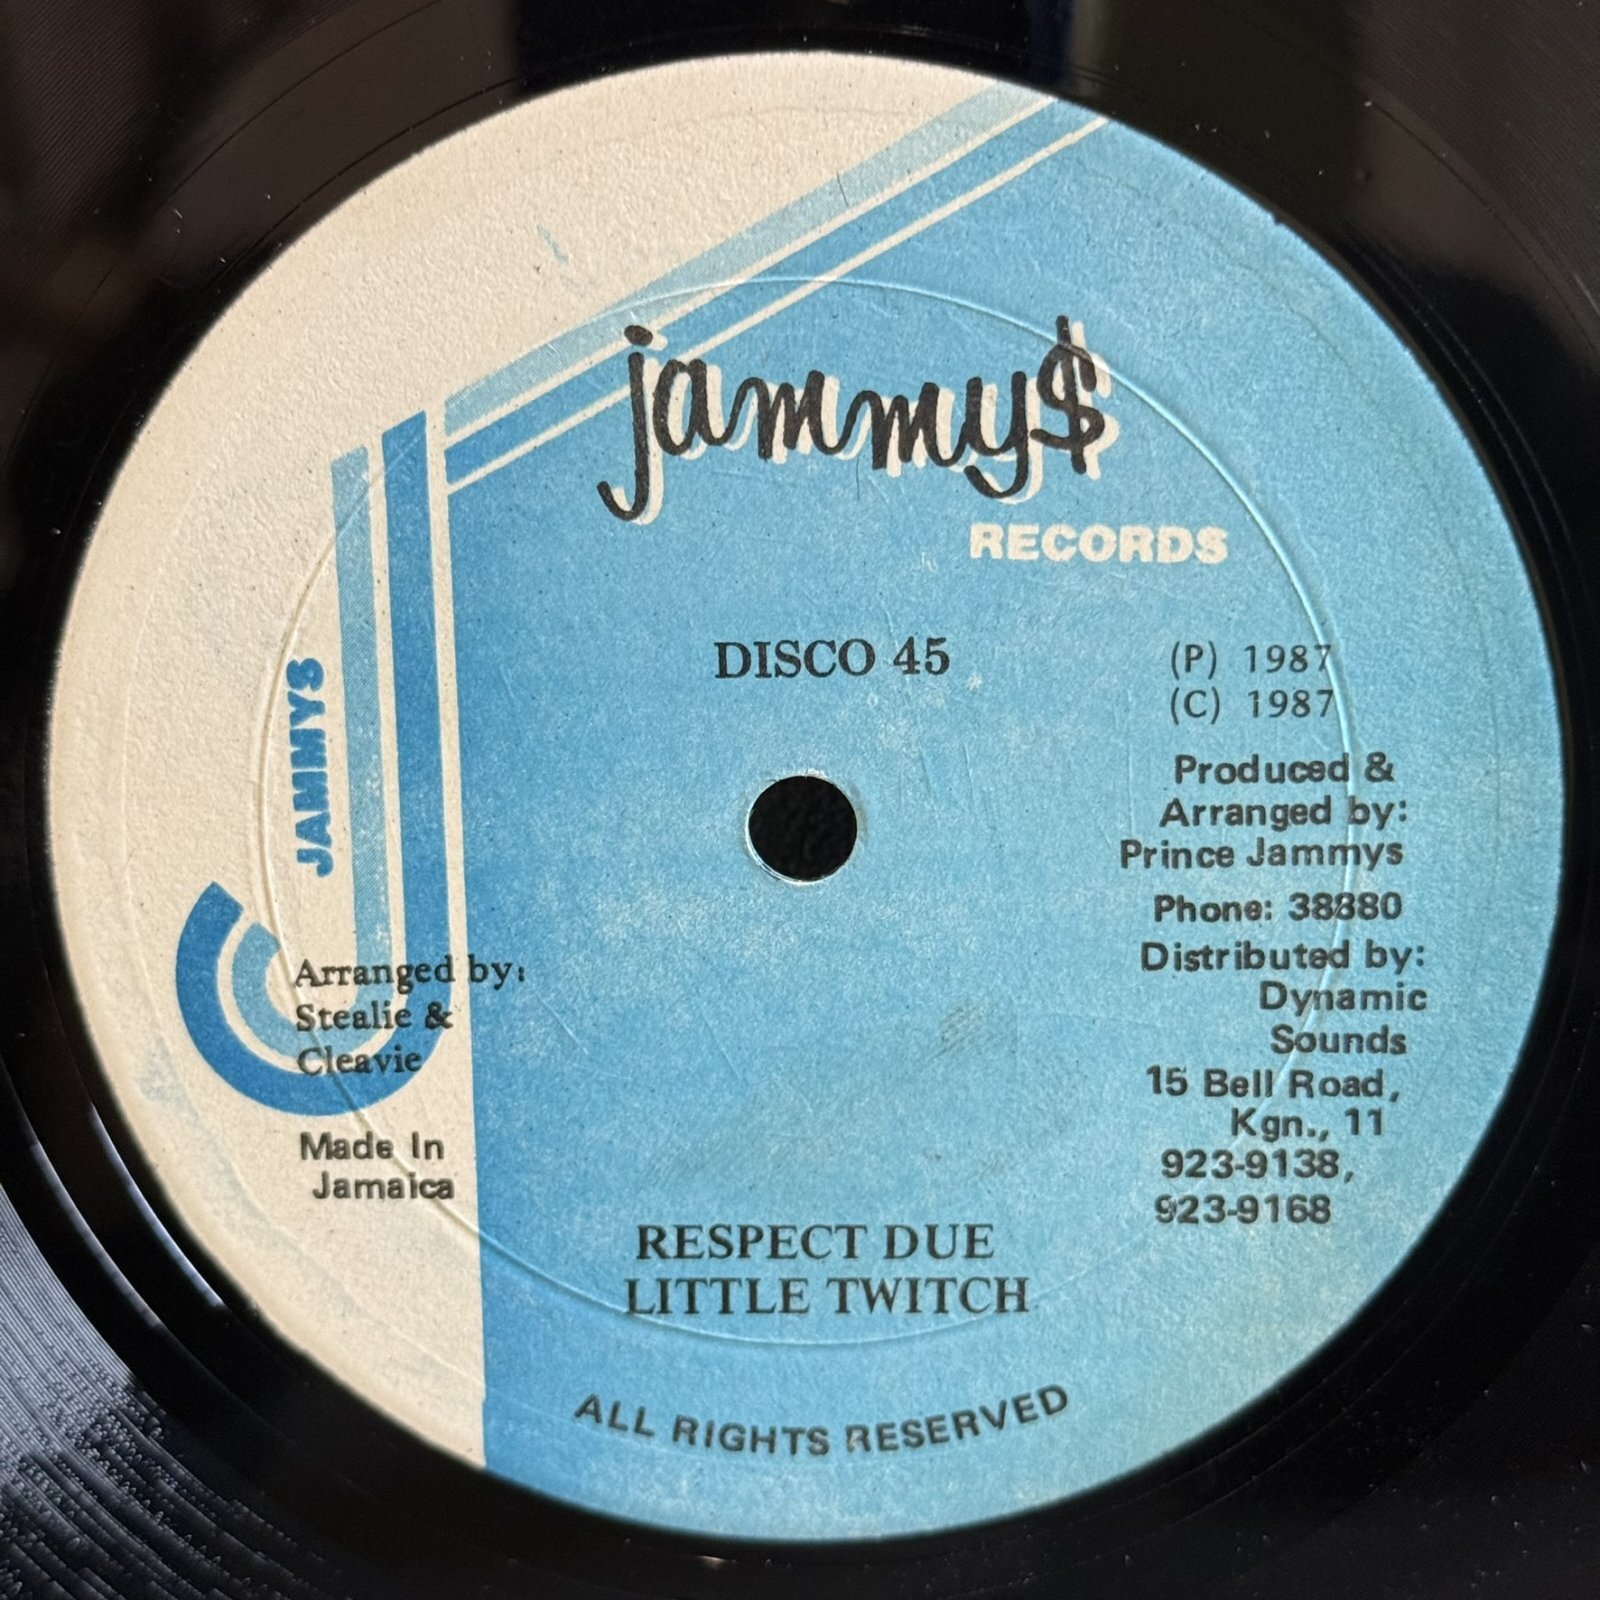 jammy$
RECORDS
DISCO 45
(P) 1987
(C) 1987
JAMMYS
Produced &
Arranged by:
Prince Jammys
Phone: 38880
Distributed by:
Dynamic
Sounds
15 Bell Road,
Kgn., 11
923-9138,
923-9168
Arranged by:
Stealie &
Cleavie
Made In
Jamaica
RESPECT DUE
LITTLE TWITCH
ALL RIGHTS RESERVED